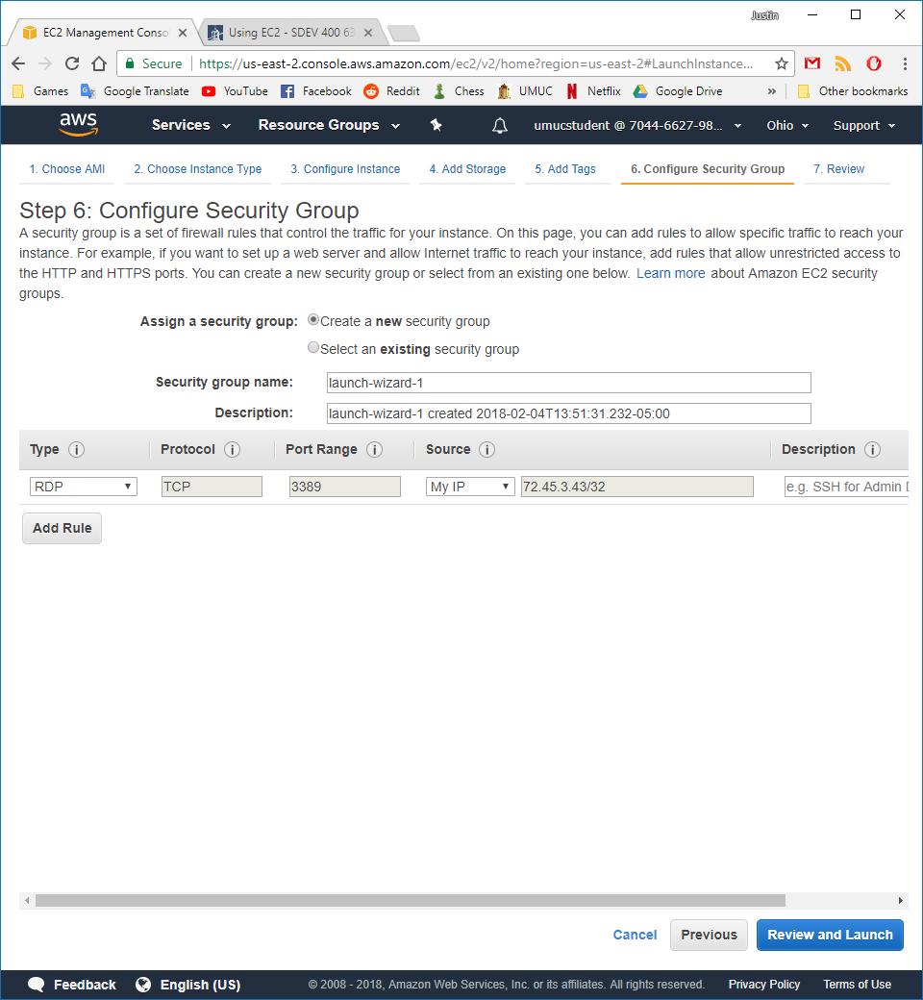 Justin
EC2 Management Conso
Using EC2 - SDEV 400 63
Secure https://us-east-2.console.aws.amazon.com/ec2/v2/home?region=us-east-2#LaunchInstance...
Games Google Translate YouTube Facebook Reddit Chess UMUC Netflix Google Drive » Other bookmarks
aws Services Resource Groups umucstudent @ 7044-6627-98... Ohio Support
1. Choose AMI 2. Choose Instance Type 3. Configure Instance 4. Add Storage 5. Add Tags 6. Configure Security Group 7. Review
Step 6: Configure Security Group
A security group is a set of firewall rules that control the traffic for your instance. On this page, you can add rules to allow specific traffic to reach your
instance. For example, if you want to set up a web server and allow Internet traffic to reach your instance, add rules that allow unrestricted access to
the HTTP and HTTPS ports. You can create a new security group or select from an existing one below. Learn more about Amazon EC2 security
groups.
Assign a security group: Create a new security group
Select an existing security group
Security group name: launch-wizard-1
Description: launch-wizard-1 created 2018-02-04T13:51:31.232-05:00
Type i Protocol i Port Range i Source i Description i
RDP TCP 3389 My IP 72.45.3.43/32 e.g. SSH for Admin D
Add Rule
Cancel Previous Review and Launch
Feedback English (US) © 2008 - 2018, Amazon Web Services, Inc. or its affiliates. All rights reserved. Privacy Policy Terms of Use